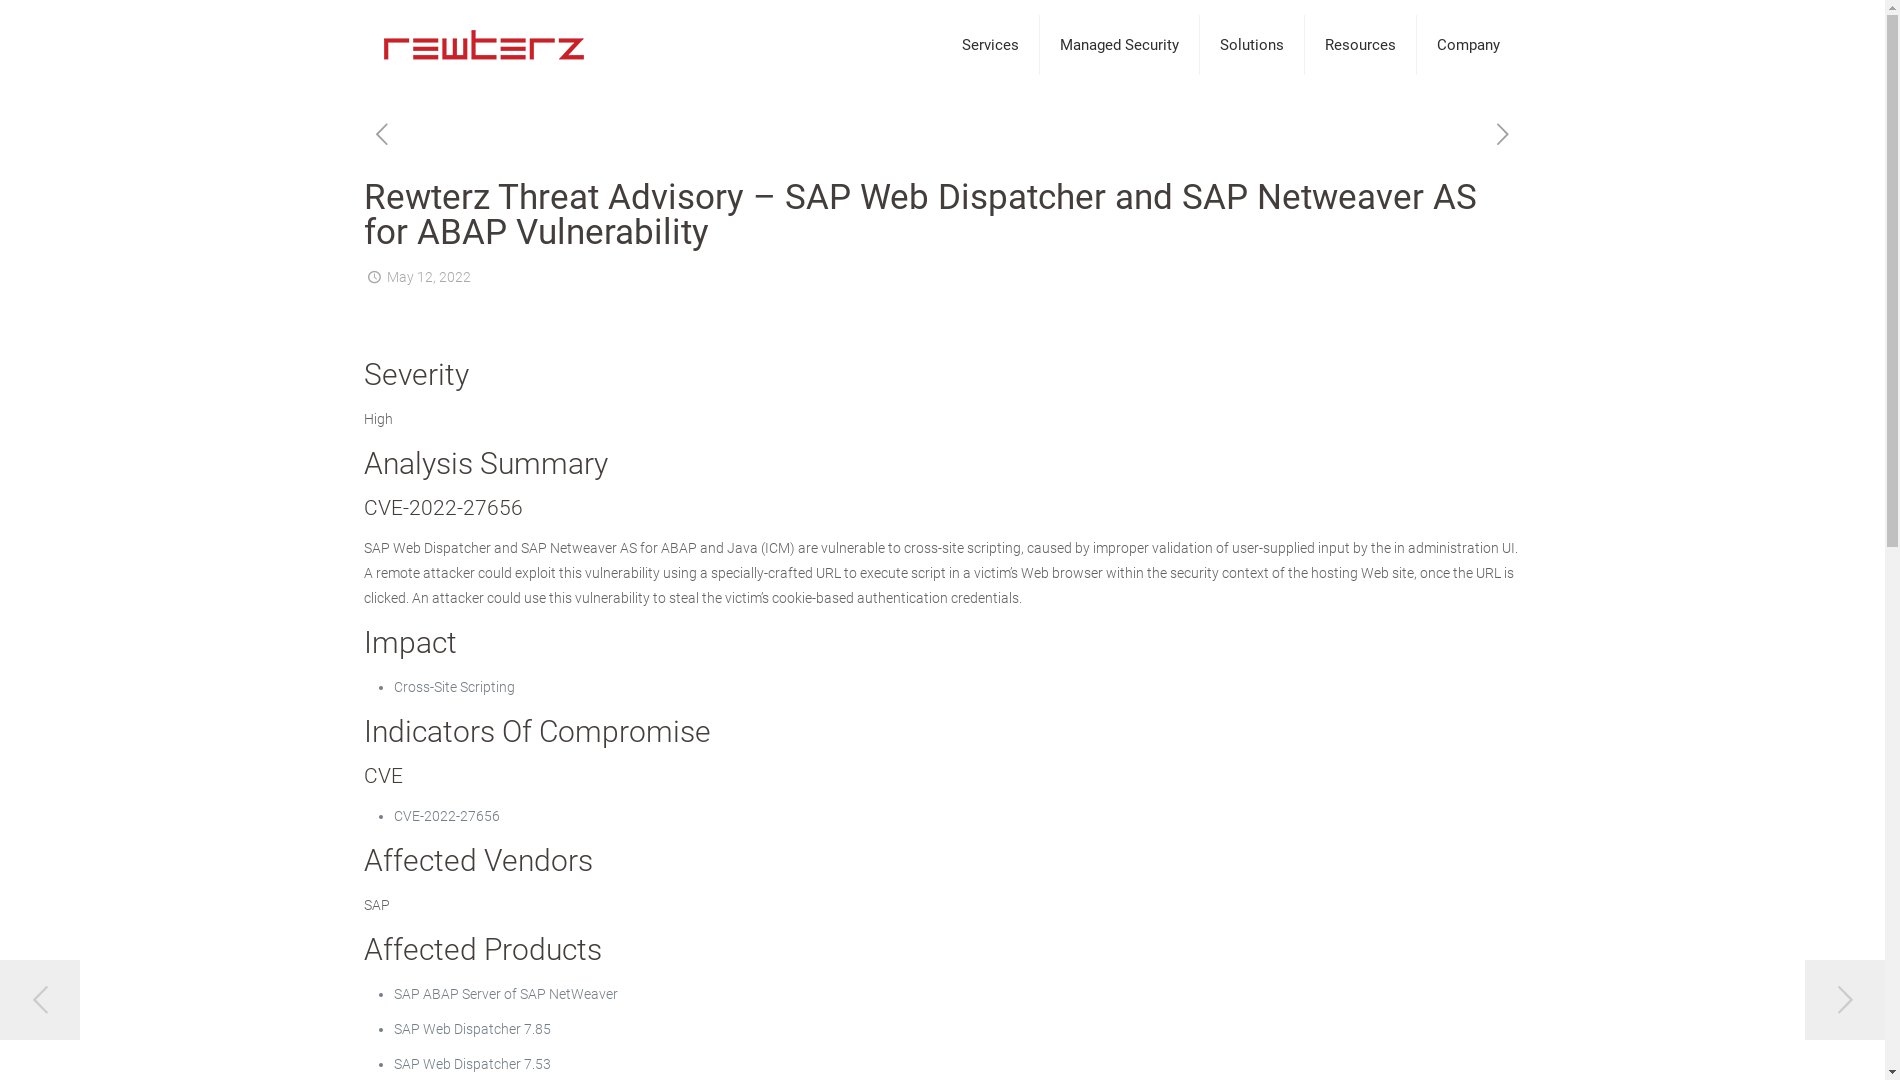 rewterz
Services
Managed Security
Solutions
Resources
Company
Rewterz Threat Advisory – SAP Web Dispatcher and SAP Netweaver AS
for ABAP Vulnerability
May 12, 2022
Severity
High
Analysis Summary
CVE-2022-27656
SAP Web Dispatcher and SAP Netweaver AS for ABAP and Java (ICM) are vulnerable to cross-site scripting, caused by improper validation of user-supplied input by the in administration UI.
A remote attacker could exploit this vulnerability using a specially-crafted URL to execute script in a victim’s Web browser within the security context of the hosting Web site, once the URL is
clicked. An attacker could use this vulnerability to steal the victim’s cookie-based authentication credentials.
Impact
Cross-Site Scripting
Indicators Of Compromise
CVE
CVE-2022-27656
Affected Vendors
SAP
Affected Products
SAP ABAP Server of SAP NetWeaver
SAP Web Dispatcher 7.85
SAP Web Dispatcher 7.53